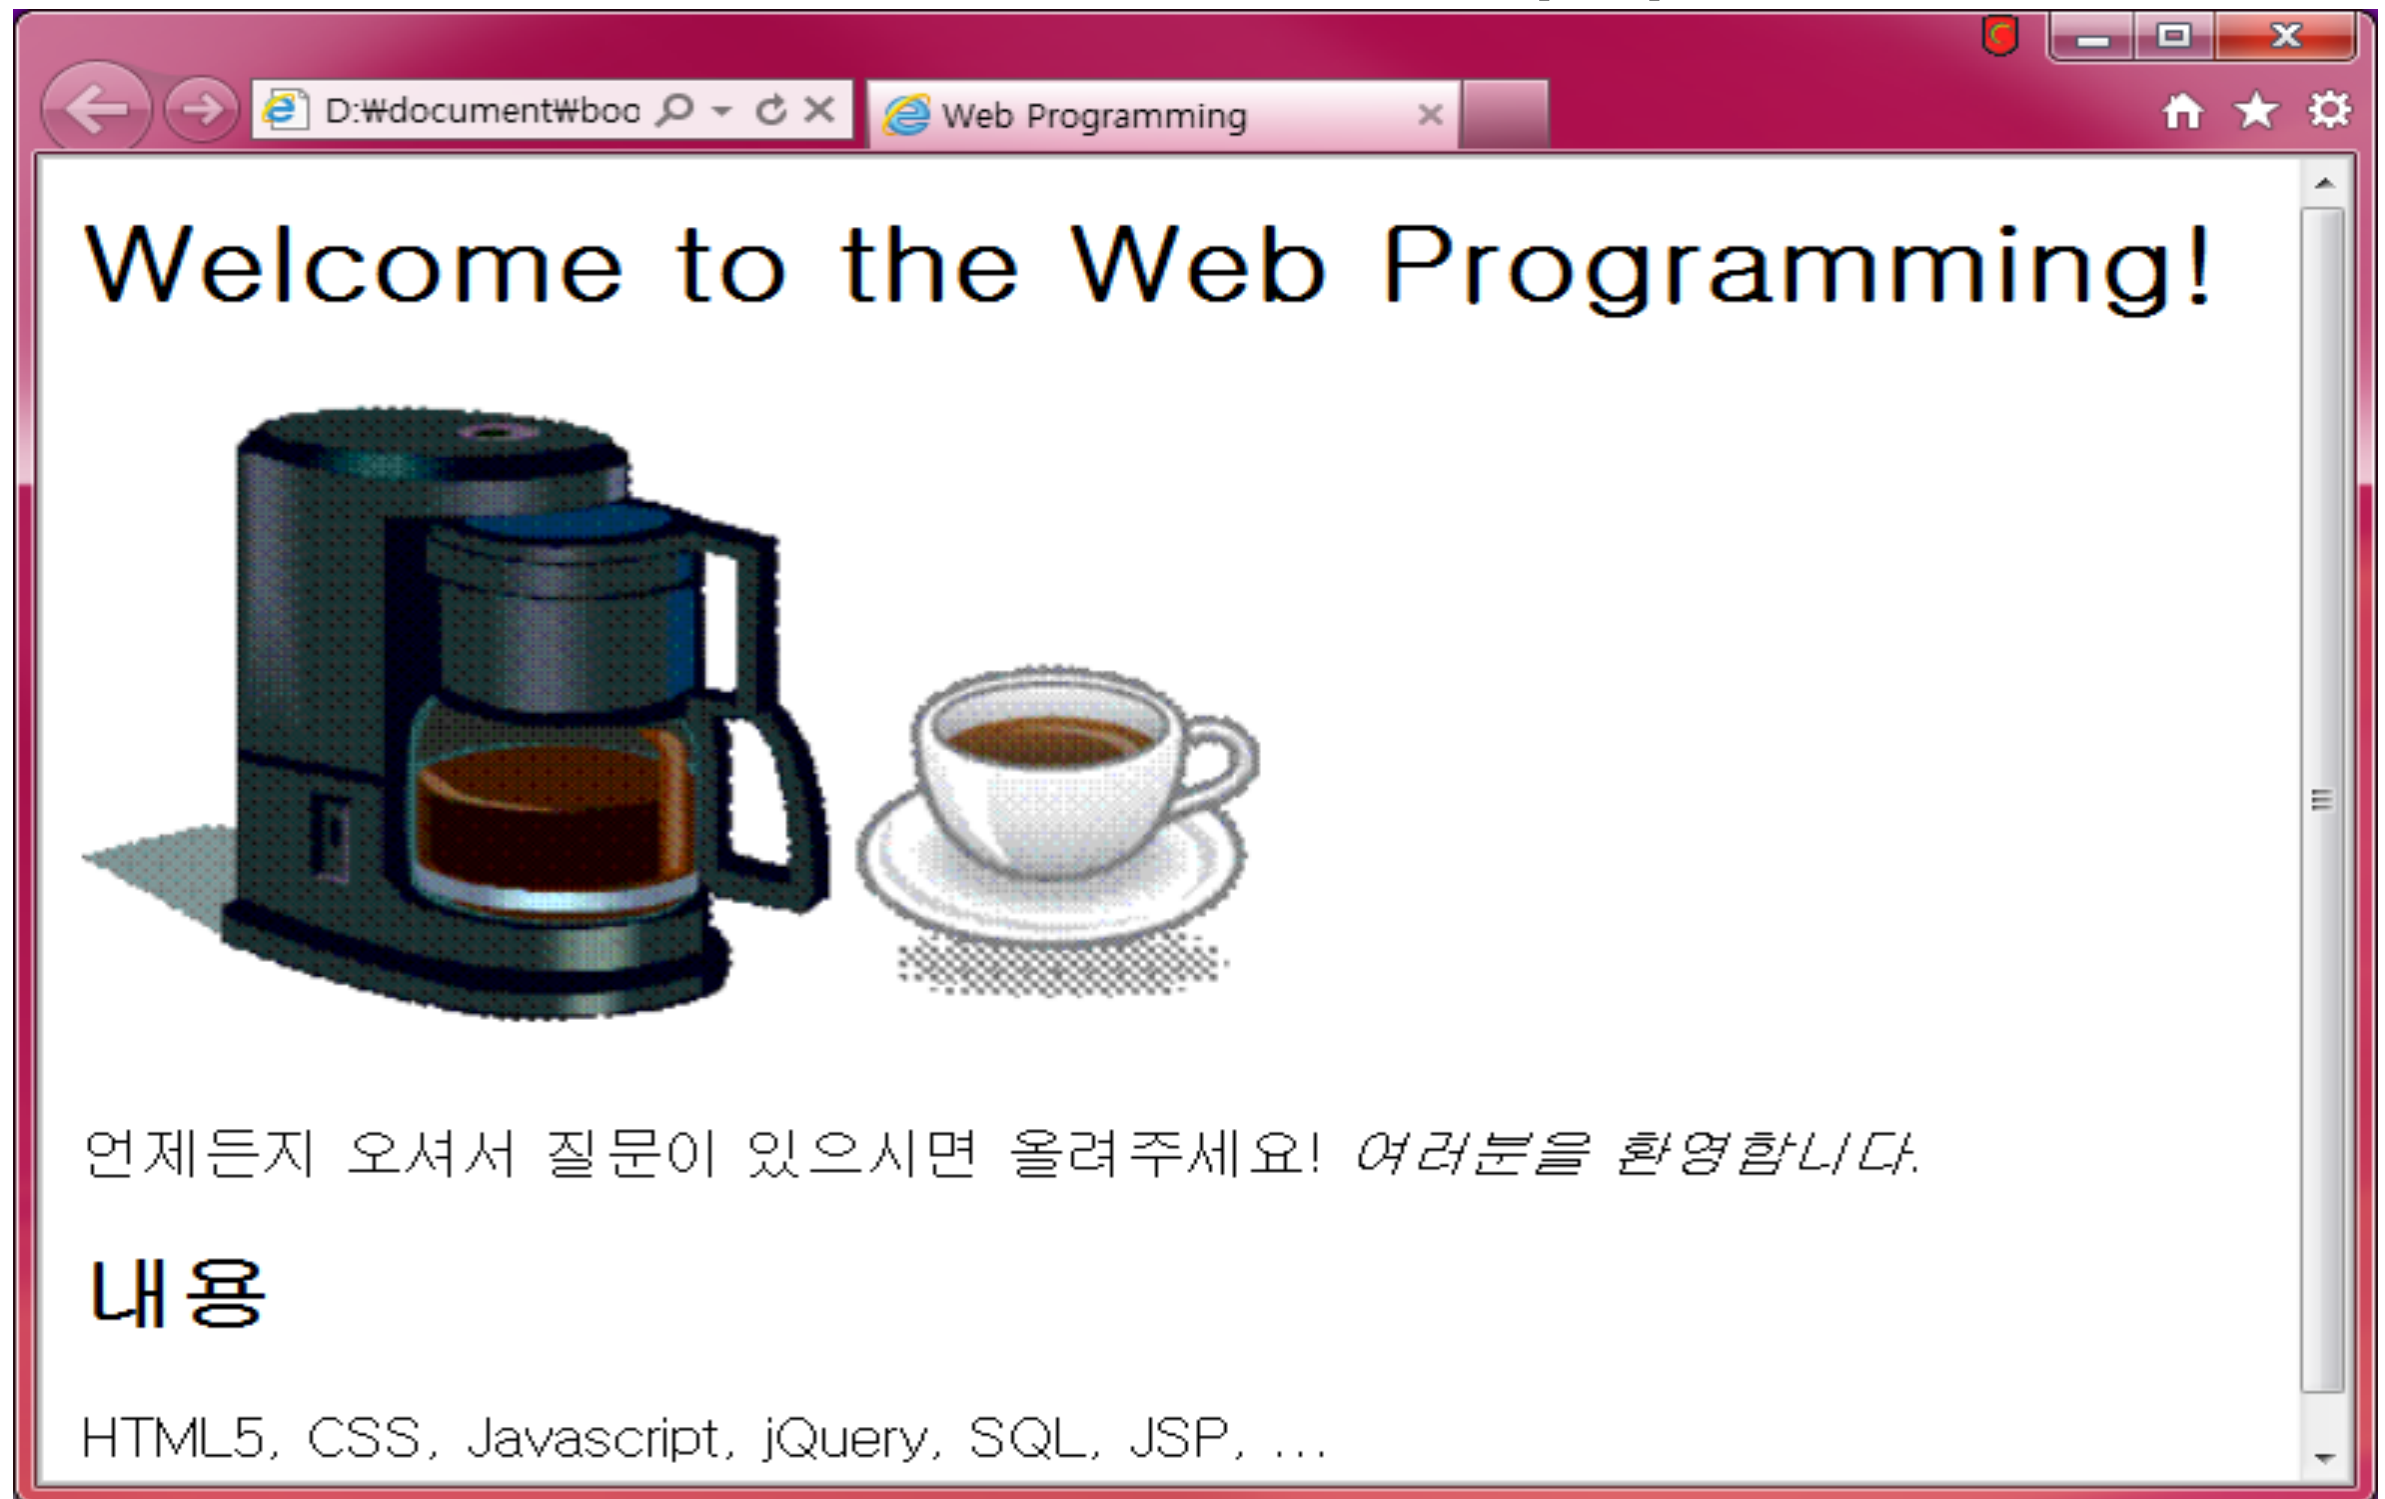 D:₩document₩boo
Web Programming
Welcome to the Web Programming!
언제든지 오셔서 질문이 있으시면 올려주세요! 여러분을 환영합니다.
내용
HTML5, CSS, Javascript, jQuery, SQL, JSP, ...